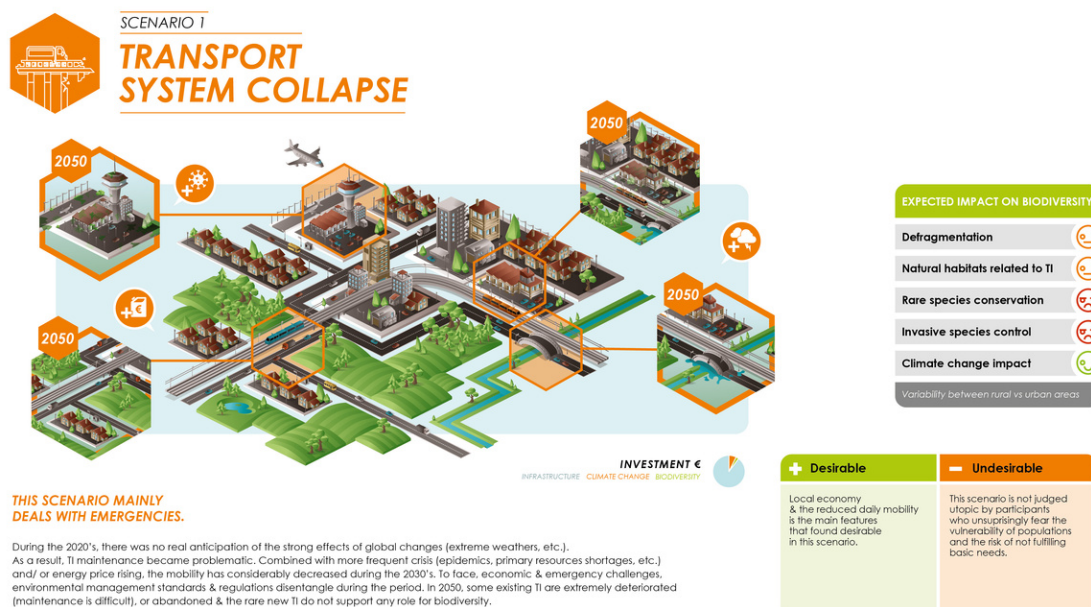 SCENARIO 1
TRANSPORT
SYSTEM COLLAPSE
2050
2050
2050
2050
€
EXPECTED IMPACT ON BIODIVERSITY
Defragmentation
Natural habitats related to TI
Rare species conservation
Invasive species control
Climate change impact
Variability between rural vs urban areas
INVESTMENT €
INFRASTRUCTURE CLIMATE CHANGE BIODIVERSITY
THIS SCENARIO MAINLY
DEALS WITH EMERGENCIES.
During the 2020's, there was no real anticipation of the strong effects of global changes (extreme weathers, etc.).
As a result, TI maintenance became problematic. Combined with more frequent crisis (epidemics, primary resources shortages, etc.)
and/ or energy price rising, the mobility has considerably decreased during the 2030's. To face, economic & emergency challenges,
environmental management standards & regulations disentangle during the period. In 2050, some existing TI are extremely deteriorated
(maintenance is difficult), or abandoned & the rare new TI do not support any role for biodiversity.
+ Desirable
Local economy
& the reduced daily mobility
is the main features
that found desirable
in this scenario.
− Undesirable
This scenario is not judged
utopic by participants
who unsurprisingly fear the
vulnerability of populations
and the risk of not fulfilling
basic needs.